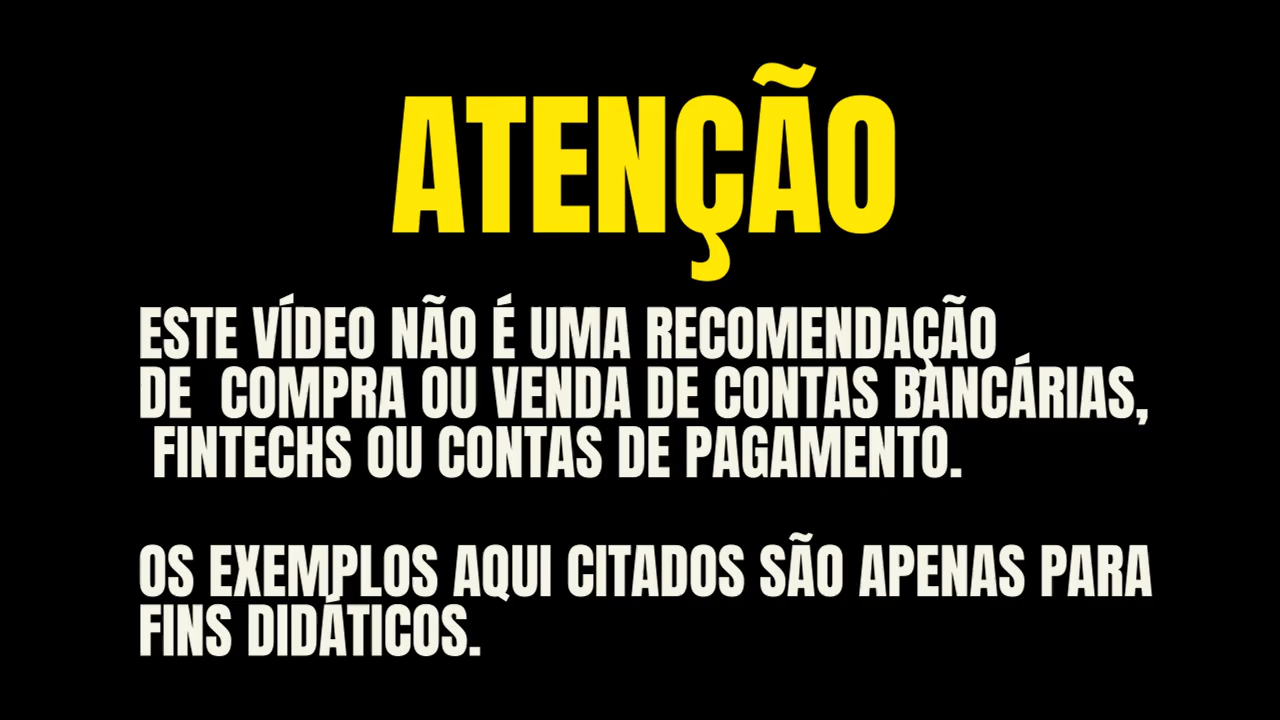 ATENÇÃO
ESTE VÍDEO NÃO É UMA RECOMENDAÇÃO
DE COMPRA OU VENDA DE CONTAS BANCÁRIAS,
FINTECHS OU CONTAS DE PAGAMENTO.
OS EXEMPLOS AQUI CITADOS SÃO APENAS PARA
FINS DIDÁTICOS.